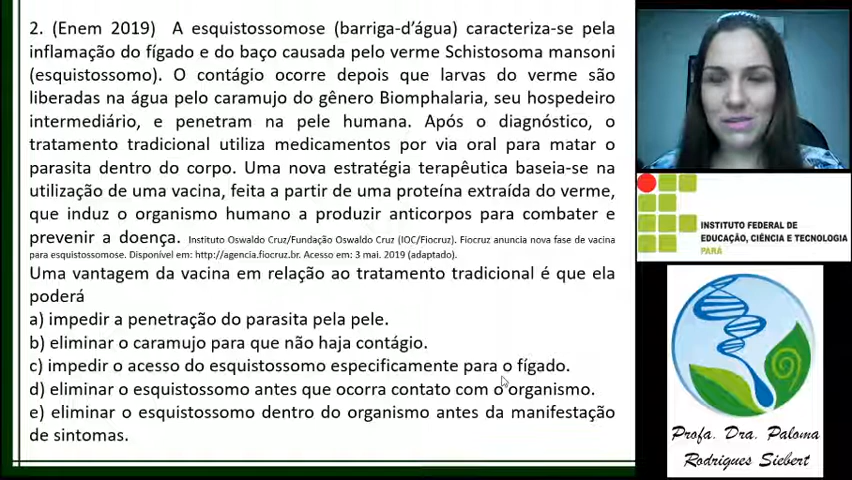 2. (Enem 2019) A esquistossomose (barriga-d’água) caracteriza-se pela
inflamação do fígado e do baço causada pelo verme Schistosoma mansoni
(esquistossomo). O contágio ocorre depois que larvas do verme são
liberadas na água pelo caramujo do gênero Biomphalaria, seu hospedeiro
intermediário, e penetram na pele humana. Após o diagnóstico, o
tratamento tradicional utiliza medicamentos por via oral para matar o
parasita dentro do corpo. Uma nova estratégia terapêutica baseia-se na
utilização de uma vacina, feita a partir de uma proteína extraída do verme,
que induz o organismo humano a produzir anticorpos para combater e
prevenir a doença. Instituto Oswaldo Cruz/Fundação Oswaldo Cruz (IOC/Fiocruz). Fiocruz anuncia nova fase de vacina
para esquistossomose. Disponível em: http://agencia.fiocruz.br. Acesso em: 3 mai. 2019 (adaptado).
Uma vantagem da vacina em relação ao tratamento tradicional é que ela
poderá
a) impedir a penetração do parasita pela pele.
b) eliminar o caramujo para que não haja contágio.
c) impedir o acesso do esquistossomo especificamente para o fígado.
d) eliminar o esquistossomo antes que ocorra contato com o organismo.
e) eliminar o esquistossomo dentro do organismo antes da manifestação
de sintomas.
INSTITUTO FEDERAL DE
EDUCAÇÃO, CIÊNCIA E TECNOLOGIA
PARÁ
Profa. Dra. Paloma
Rodrigues Siebert